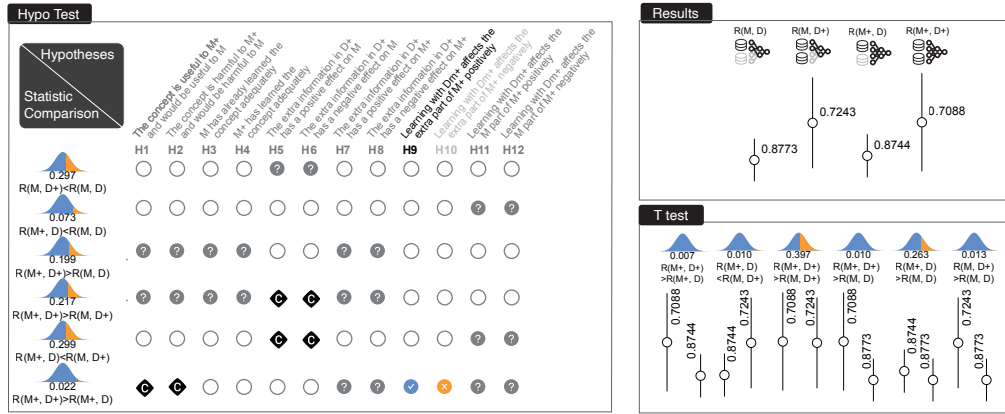 Hypo Test
Hypotheses
Statistic
Comparison
The concept is useful to M+
and would be useful to M
The concept is harmful to M+
and would be harmful to M
M has already learned the
concept adequately
M+ has learned the
concept adequately
The extra information in D+
has a positive effect on M
The extra information in D+
has a negative effect on M
The extra information in D+
has a positive effect on M+
The extra information in D+
has a negative effect on M+
Learning with Dm+ affects the
extra part of M+ positively
Learning with Dm+ affects the
extra part of M+ negatively
Learning with Dm+ affects the
M part of M+ positively
Learning with Dm+ affects the
M part of M+ negatively
H1 H2 H3 H4 H5 H6 H7 H8 H9 H10 H11 H12
? ?
0.297
R(M, D+)<R(M, D)
? ?
0.073
R(M+, D)<R(M, D)
? ? ? ? ? ?
0.199
R(M+, D+)>R(M, D)
? ? ? ? C C ? ?
0.217
R(M+, D+)>R(M, D+)
C C ? ?
0.299
R(M+, D)<R(M, D+)
C C ? ? ✓ × ? ?
0.022
R(M+, D+)>R(M+, D)
Results
R(M, D) R(M, D+) R(M+, D) R(M+, D+)
0.8773
0.7243
0.8744
0.7088
T test
0.007 0.010 0.397 0.010 0.263 0.013
R(M+, D+) R(M+, D) R(M+, D+) R(M+, D+) R(M+, D) R(M, D+)
>R(M+, D) <R(M, D+) >R(M, D+) >R(M, D) >R(M, D) >R(M, D)
0.7088
0.8744
0.8744
0.7243
0.7088
0.7243
0.7088
0.8773
0.8744
0.8773
0.7243
0.8773